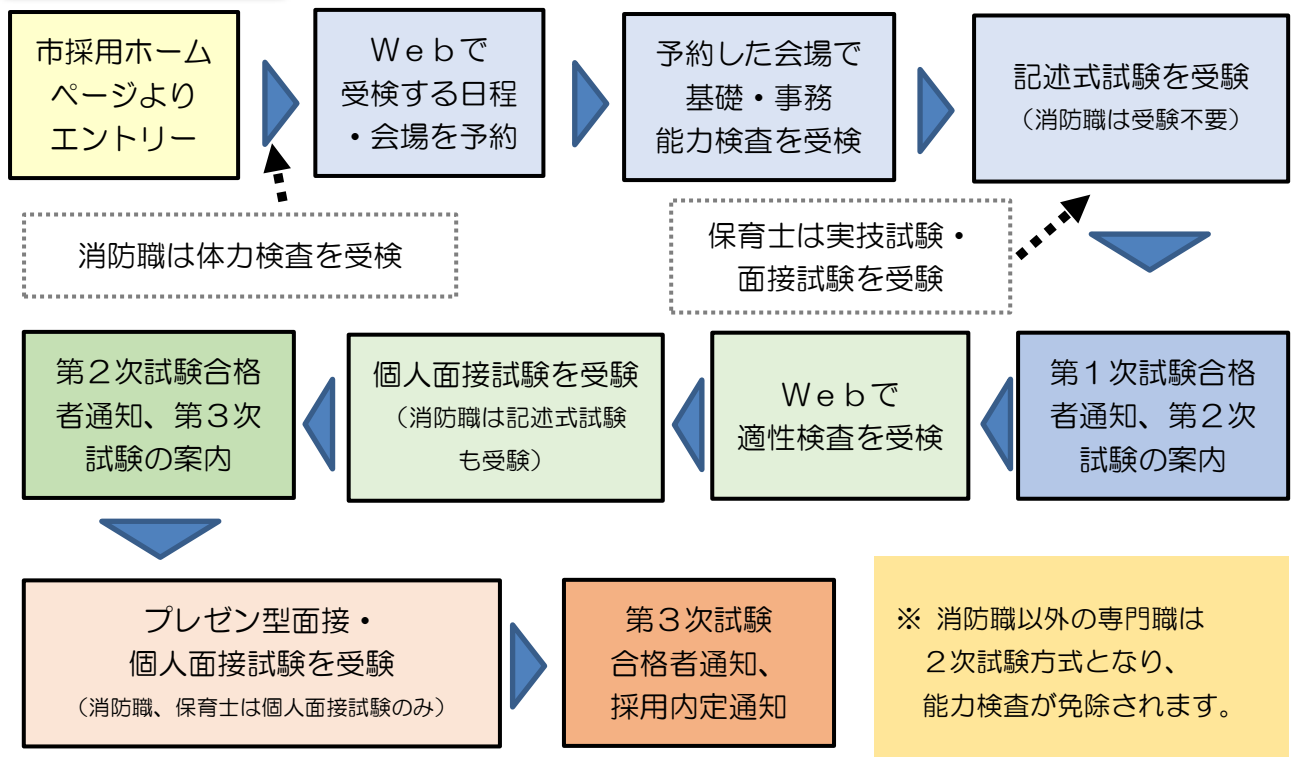 市採用ホーム
ページより
エントリー
Ｗｅｂで
受検する日程
・会場を予約
予約した会場で
基礎・事務
能力検査を受検
記述式試験を受験
（消防職は受験不要）
消防職は体力検査を受検
保育士は実技試験・
面接試験を受験
第１次試験合格
者通知、第２次
試験の案内
Ｗｅｂで
適性検査を受検
個人面接試験を受験
（消防職は記述式試験
も受験）
第２次試験合格
者通知、第３次
試験の案内
プレゼン型面接・
個人面接試験を受験
（消防職、保育士は個人面接試験のみ）
第３次試験
合格者通知、
採用内定通知
※ 消防職以外の専門職は
２次試験方式となり、
能力検査が免除されます。